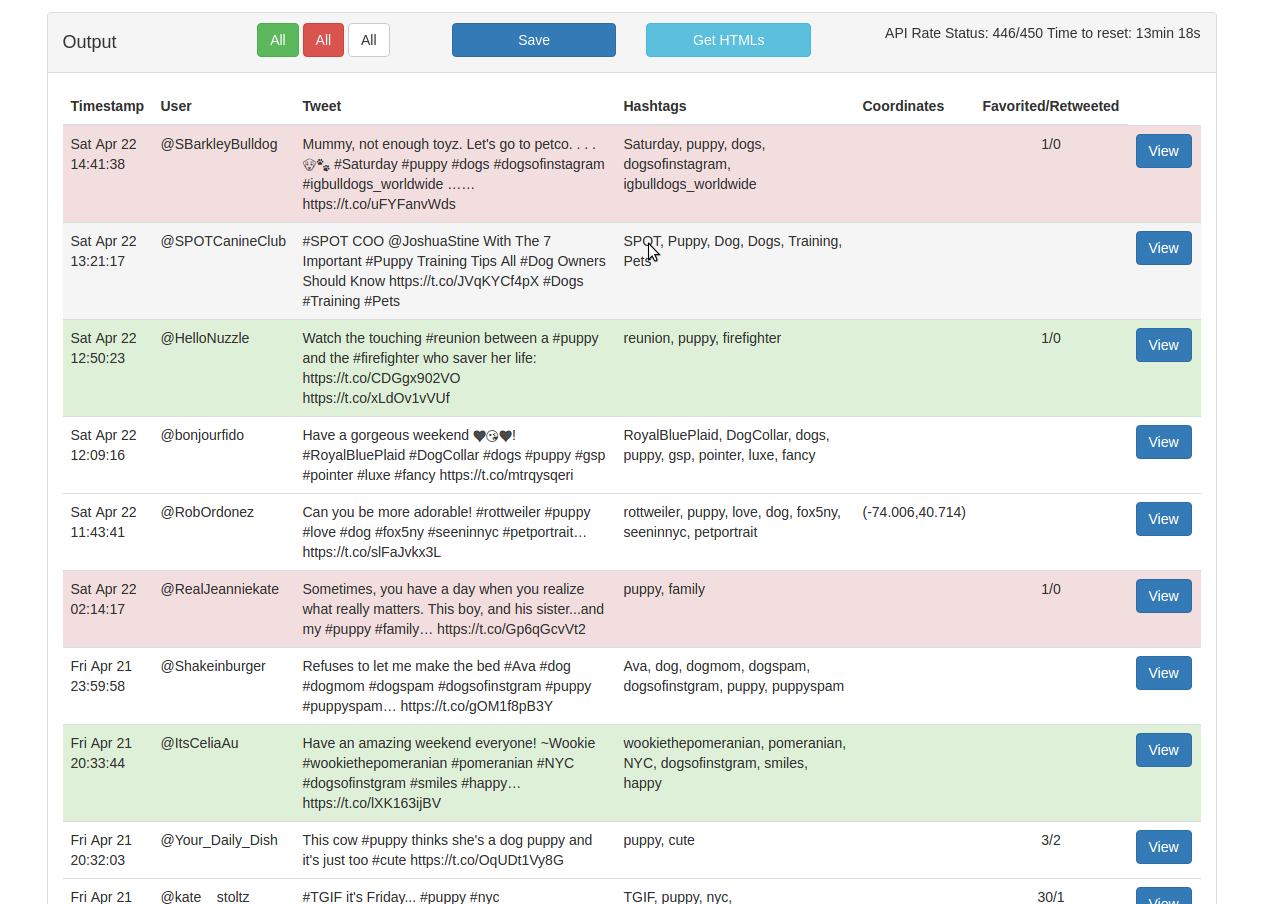 Output
All All All
Save
Get HTMLs
API Rate Status: 446/450 Time to reset: 13min 18s
Timestamp User Tweet Hashtags Coordinates Favorited/Retweeted
Sat Apr 22 @SBarkleyBulldog Mummy, not enough toyz. Let's go to petco. . . . Saturday, puppy, dogs, 1/0 View
14:41:38 🐶🐾 #Saturday #puppy #dogs #dogsofinstagram dogsofinstagram,
#igbulldogs_worldwide …… igbulldogs_worldwide
https://t.co/uFYFanvWds
Sat Apr 22 @SPOTCanineClub #SPOT COO @JoshuaStine With The 7 SPOT, Puppy, Dog, Dogs, Training, View
13:21:17 Important #Puppy Training Tips All #Dog Owners Pets
Should Know https://t.co/JVqKYCf4pX #Dogs
#Training #Pets
Sat Apr 22 @HelloNuzzle Watch the touching #reunion between a #puppy reunion, puppy, firefighter 1/0 View
12:50:23 and the #firefighter who saver her life:
https://t.co/CDGgx902VO
https://t.co/xLdOv1vVUf
Sat Apr 22 @bonjourfido Have a gorgeous weekend ❤😘❤! RoyalBluePlaid, DogCollar, dogs, View
12:09:16 #RoyalBluePlaid #DogCollar #dogs #puppy #gsp puppy, gsp, pointer, luxe, fancy
#pointer #luxe #fancy https://t.co/mtrqysqeri
Sat Apr 22 @RobOrdonez Can you be more adorable! #rottweiler #puppy rottweiler, puppy, love, dog, fox5ny, (-74.006,40.714) View
11:43:41 #love #dog #fox5ny #seeninnyc #petportrait… seeninnyc, petportrait
https://t.co/slFaJvkx3L
Sat Apr 22 @RealJeanniekate Sometimes, you have a day when you realize puppy, family 1/0 View
02:14:17 what really matters. This boy, and his sister...and
my #puppy #family… https://t.co/Gp6qGcvVt2
Fri Apr 21 @Shakeinburger Refuses to let me make the bed #Ava #dog Ava, dog, dogmom, dogspam, View
23:59:58 #dogmom #dogspam #dogsofinstgram #puppy dogsofinstgram, puppy, puppyspam
#puppyspam… https://t.co/gOM1f8pB3Y
Fri Apr 21 @ItsCeliaAu Have an amazing weekend everyone! ~Wookie wookiethepomeranian, pomeranian, View
20:33:44 #wookiethepomeranian #pomeranian #NYC NYC, dogsofinstgram, smiles,
#dogsofinstgram #smiles #happy… happy
https://t.co/lXK163ijBV
Fri Apr 21 @Your_Daily_Dish This cow #puppy thinks she's a dog puppy and puppy, cute 3/2 View
20:32:03 it's just too #cute https://t.co/OqUDt1Vy8G
Fri Apr 21 @kate__stoltz #TGIF it's Friday... #puppy #nyc TGIF, puppy, nyc, 30/1 View